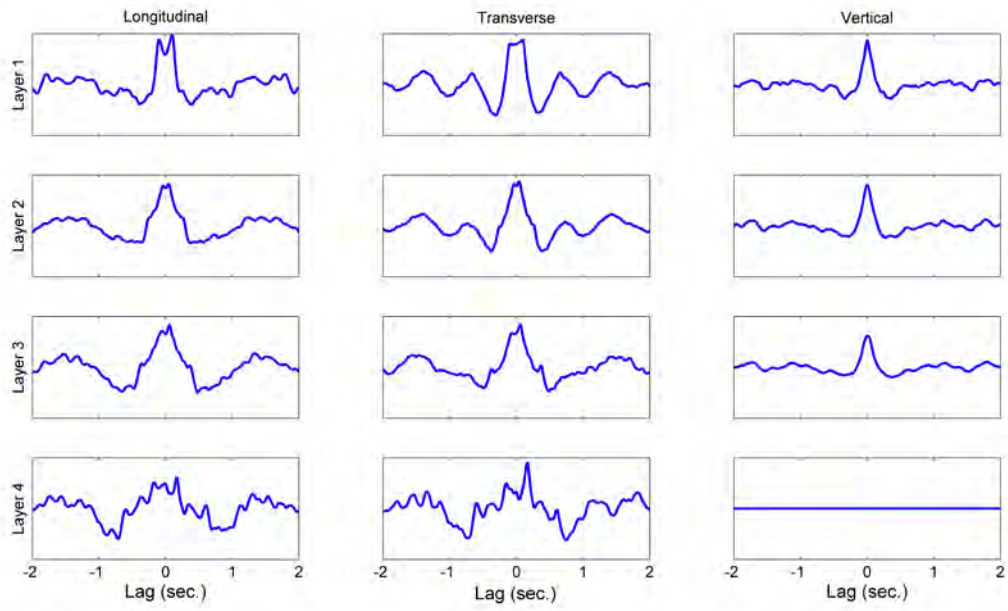 Longitudinal
Transverse
Vertical
Layer 1
Layer 2
Layer 3
Layer 4
-2 -1 0 1 2
-2 -1 0 1 2
-2 -1 0 1 2
Lag (sec.)
Lag (sec.)
Lag (sec.)